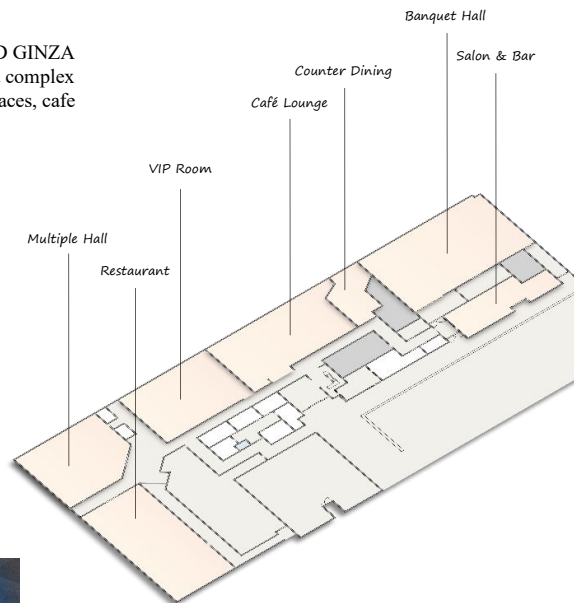 D GINZA
complex
aces, cafe
Banquet Hall
Salon & Bar
Counter Dining
Café Lounge
VIP Room
Multiple Hall
Restaurant